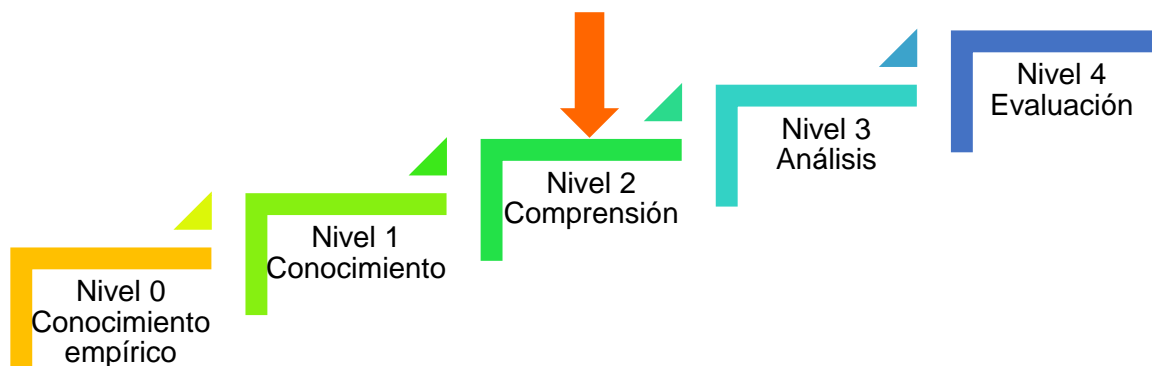 Nivel 0
Conocimiento
empírico
Nivel 1
Conocimiento
Nivel 2
Comprensión
Nivel 3
Análisis
Nivel 4
Evaluación